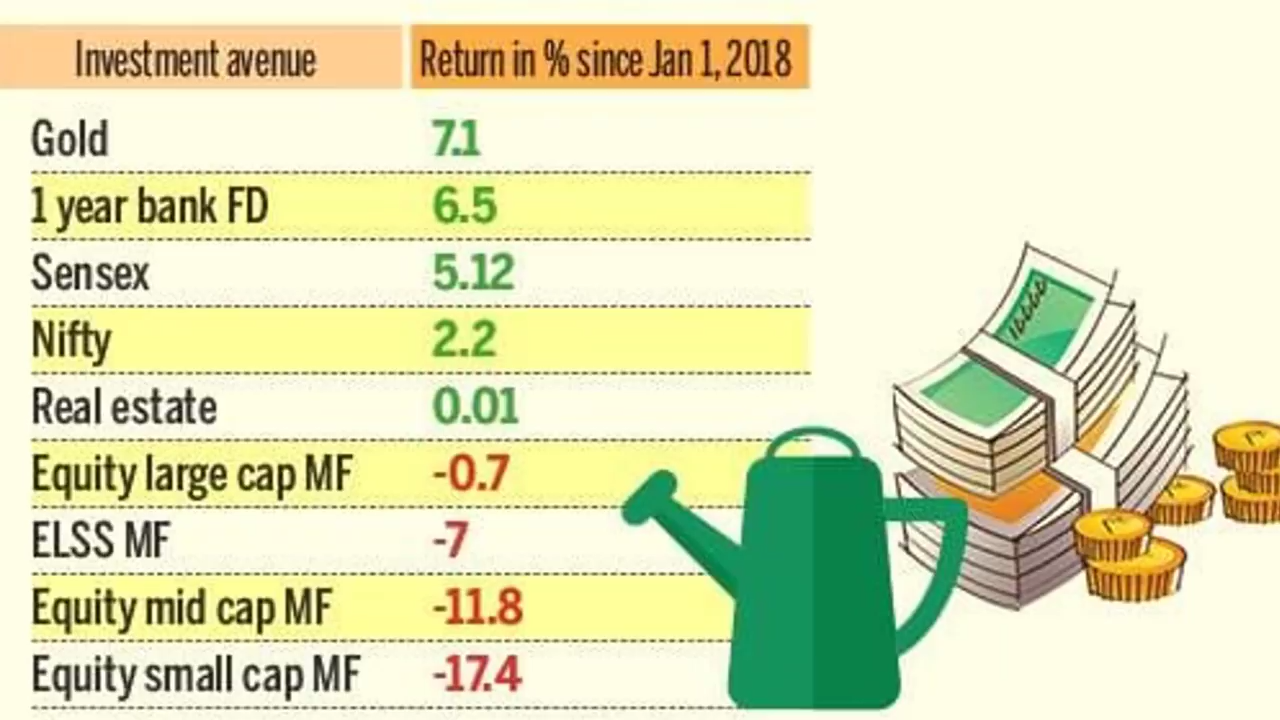 Investment avenue Return in % since Jan 1, 2018
Gold 7.1
1 year bank FD 6.5
Sensex 5.12
Nifty 2.2
Real estate 0.01
Equity large cap MF -0.7
ELSS MF -7
Equity mid cap MF -11.8
Equity small cap MF -17.4